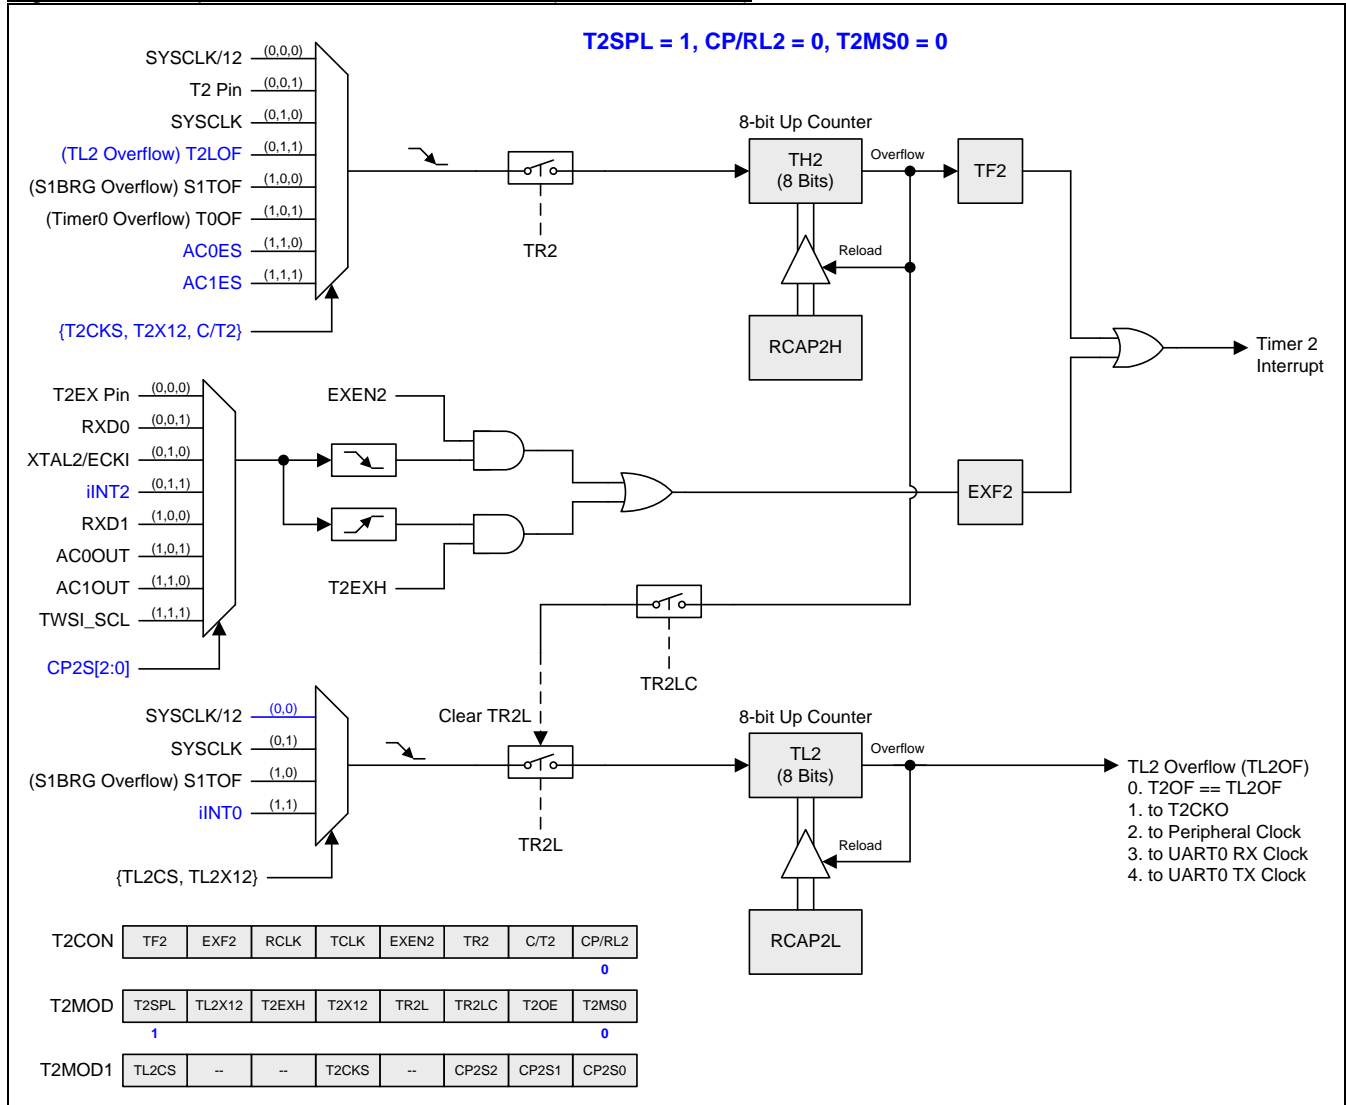 T2SPL = 1, CP/RL2 = 0, T2MS0 = 0
SYSCLK/12 (0,0,0)
T2 Pin (0,0,1)
SYSCLK (0,1,0)
(TL2 Overflow) T2LOF (0,1,1)
(S1BRG Overflow) S1TOF (1,0,0)
(Timer0 Overflow) T0OF (1,0,1)
AC0ES (1,1,0)
AC1ES (1,1,1)
{T2CKS, T2X12, C/T2}
TR2
8-bit Up Counter
TH2
(8 Bits)
Overflow
TF2
Reload
RCAP2H
Timer 2
Interrupt
T2EX Pin (0,0,0)
RXD0 (0,0,1)
XTAL2/ECKI (0,1,0)
iINT2 (0,1,1)
RXD1 (1,0,0)
AC0OUT (1,0,1)
AC1OUT (1,1,0)
TWSI_SCL (1,1,1)
CP2S[2:0]
EXEN2
T2EXH
EXF2
TR2LC
SYSCLK/12 (0,0)
SYSCLK (0,1)
(S1BRG Overflow) S1TOF (1,0)
iINT0 (1,1)
{TL2CS, TL2X12}
Clear TR2L
TR2L
8-bit Up Counter
TL2
(8 Bits)
Overflow
Reload
RCAP2L
TL2 Overflow (TL2OF)
0. T2OF == TL2OF
1. to T2CKO
2. to Peripheral Clock
3. to UART0 RX Clock
4. to UART0 TX Clock
T2CON TF2 EXF2 RCLK TCLK EXEN2 TR2 C/T2 CP/RL2
0
T2MOD T2SPL TL2X12 T2EXH T2X12 TR2L TR2LC T2OE T2MS0
1 0
T2MOD1 TL2CS -- -- T2CKS -- CP2S2 CP2S1 CP2S0